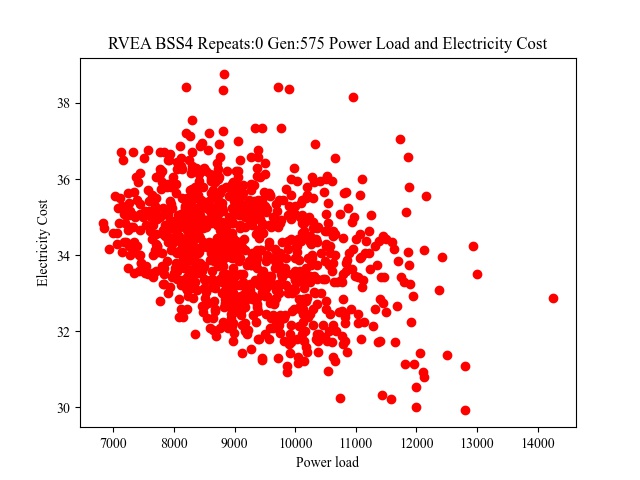 RVEA BSS4 Repeats:0 Gen:575 Power Load and Electricity Cost
38
36
34
32
30
Electricity Cost
7000 8000 9000 10000 11000 12000 13000 14000
Power load